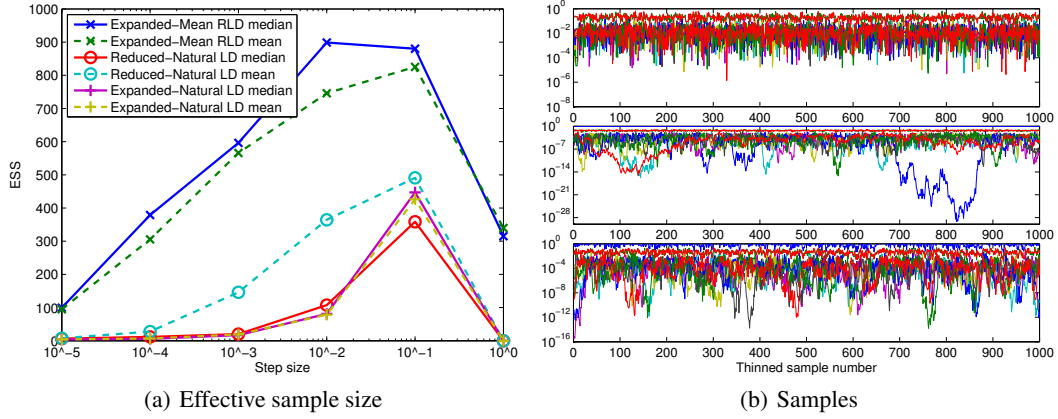 1000
900
800
700
600
500
400
300
200
100
0
ESS
Expanded−Mean RLD median
Expanded−Mean RLD mean
Reduced−Natural LD median
Reduced−Natural LD mean
Expanded−Natural LD median
Expanded−Natural LD mean
10^−5 10^−4 10^−3 10^−2 10^−1 10^0
Step size
(a) Effective sample size
10^0
10^−2
10^−4
10^−6
10^−8
0 100 200 300 400 500 600 700 800 900 1000
10^0
10^−7
10^−14
10^−21
10^−28
0 100 200 300 400 500 600 700 800 900 1000
10^0
10^−4
10^−8
10^−12
10^−16
0 100 200 300 400 500 600 700 800 900 1000
Thinned sample number
(b) Samples